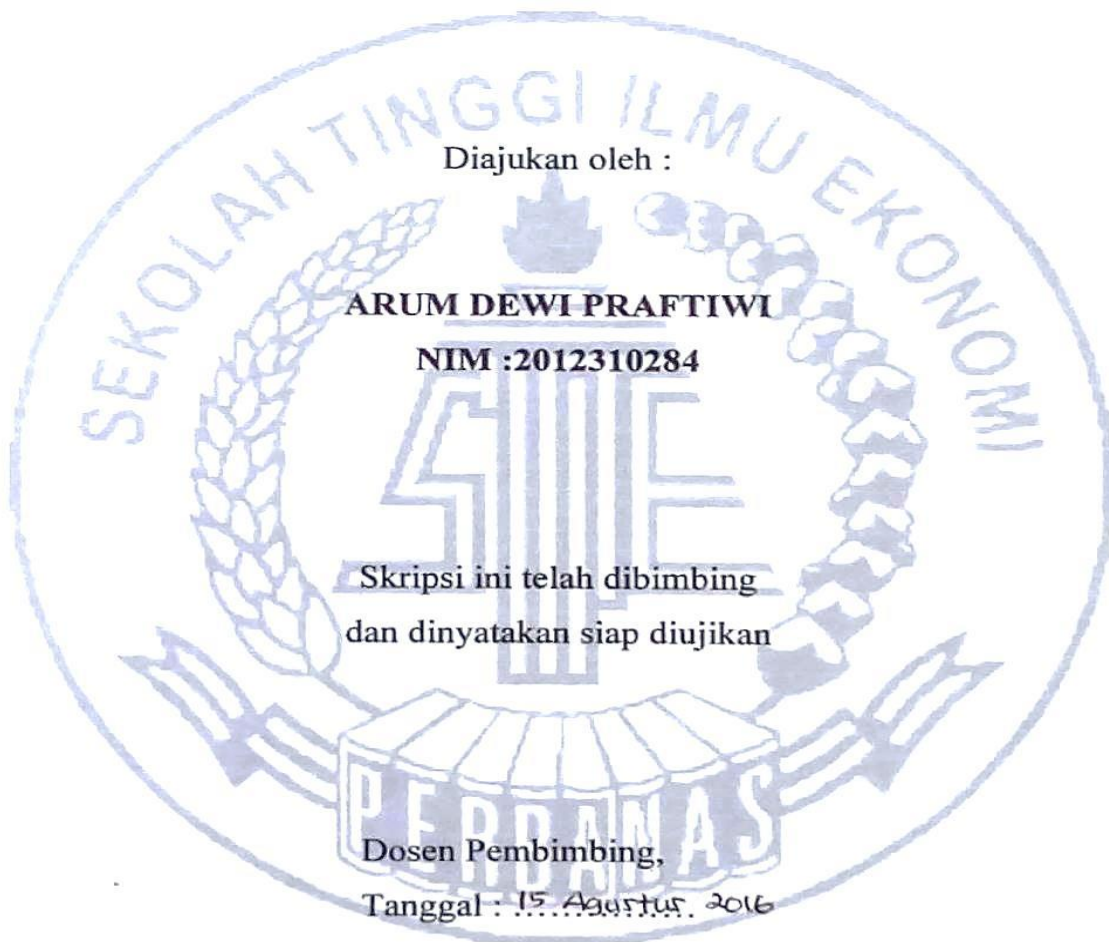 SEKOLAH TINGGI ILMU EKONOMI
Diajukan oleh :
ARUM DEWI PRAFTIWI
NIM :2012310284
STIE
Skripsi ini telah dibimbing
dan dinyatakan siap diujikan
PERBANAS
Dosen Pembimbing,
Tanggal : 15 Agustus 2016